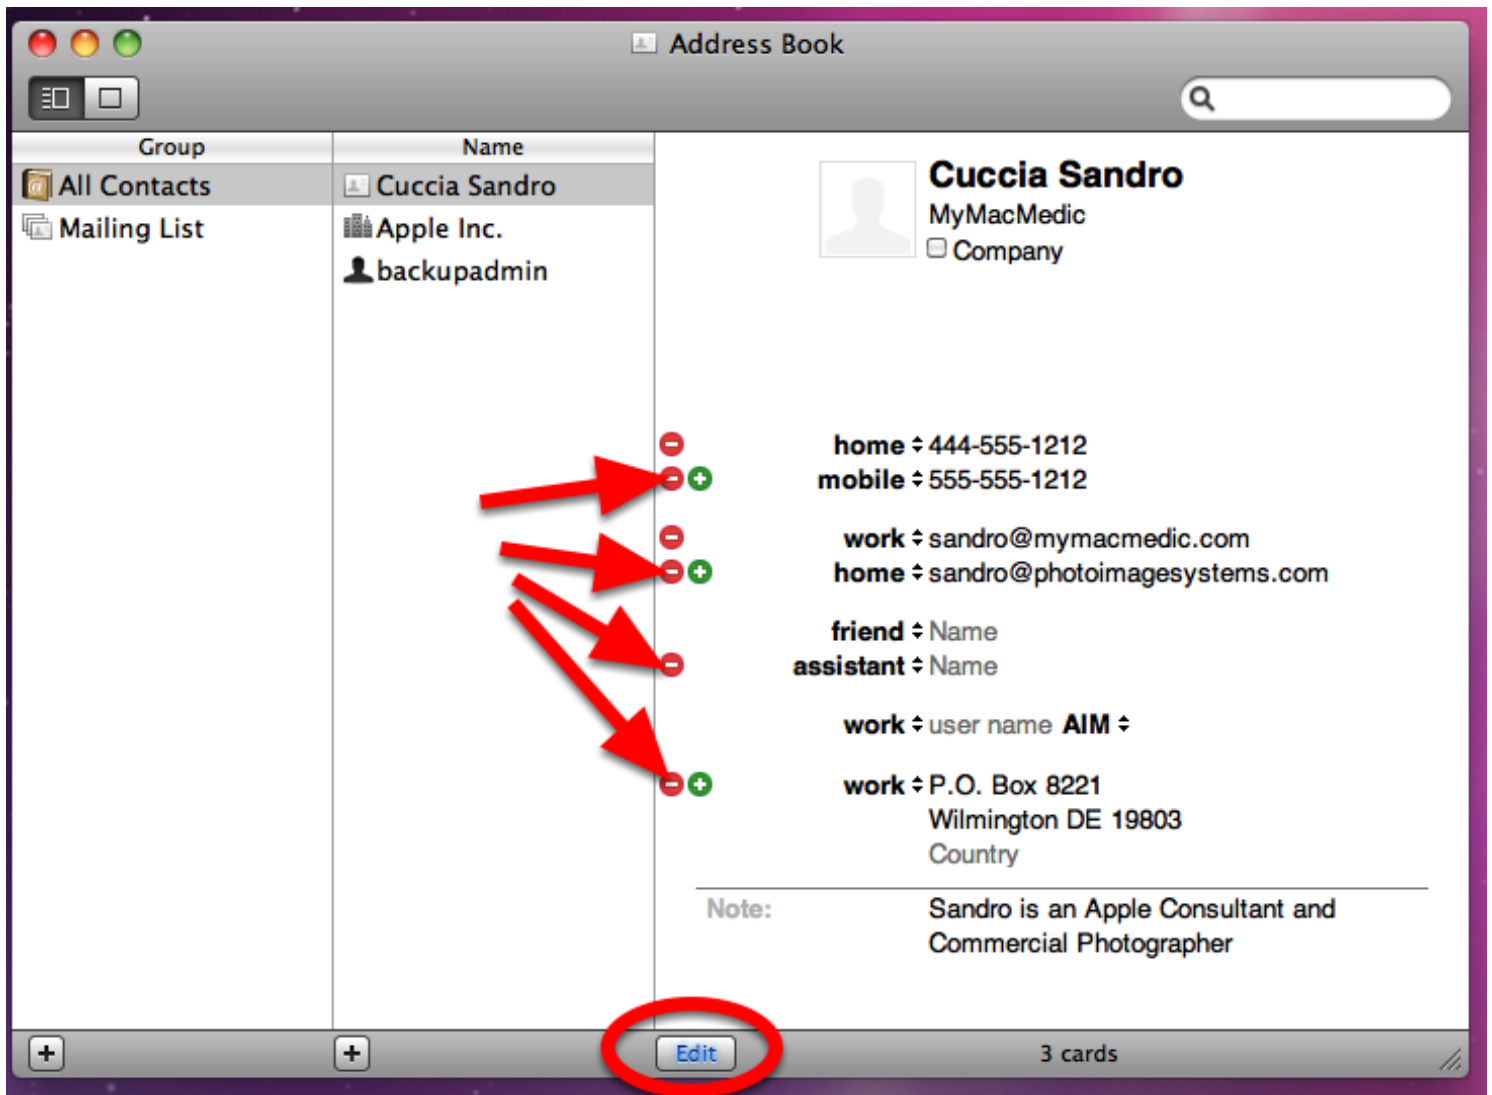 Address Book
Group
Name
All Contacts
Mailing List
Cuccia Sandro
Apple Inc.
backupadmin
Cuccia Sandro
MyMacMedic
Company
home 444-555-1212
mobile 555-555-1212
work sandro@mymacmedic.com
home sandro@photoimagesystems.com
friend Name
assistant Name
work user name AIM
work P.O. Box 8221
Wilmington DE 19803
Country
Note: Sandro is an Apple Consultant and
Commercial Photographer
Edit
3 cards